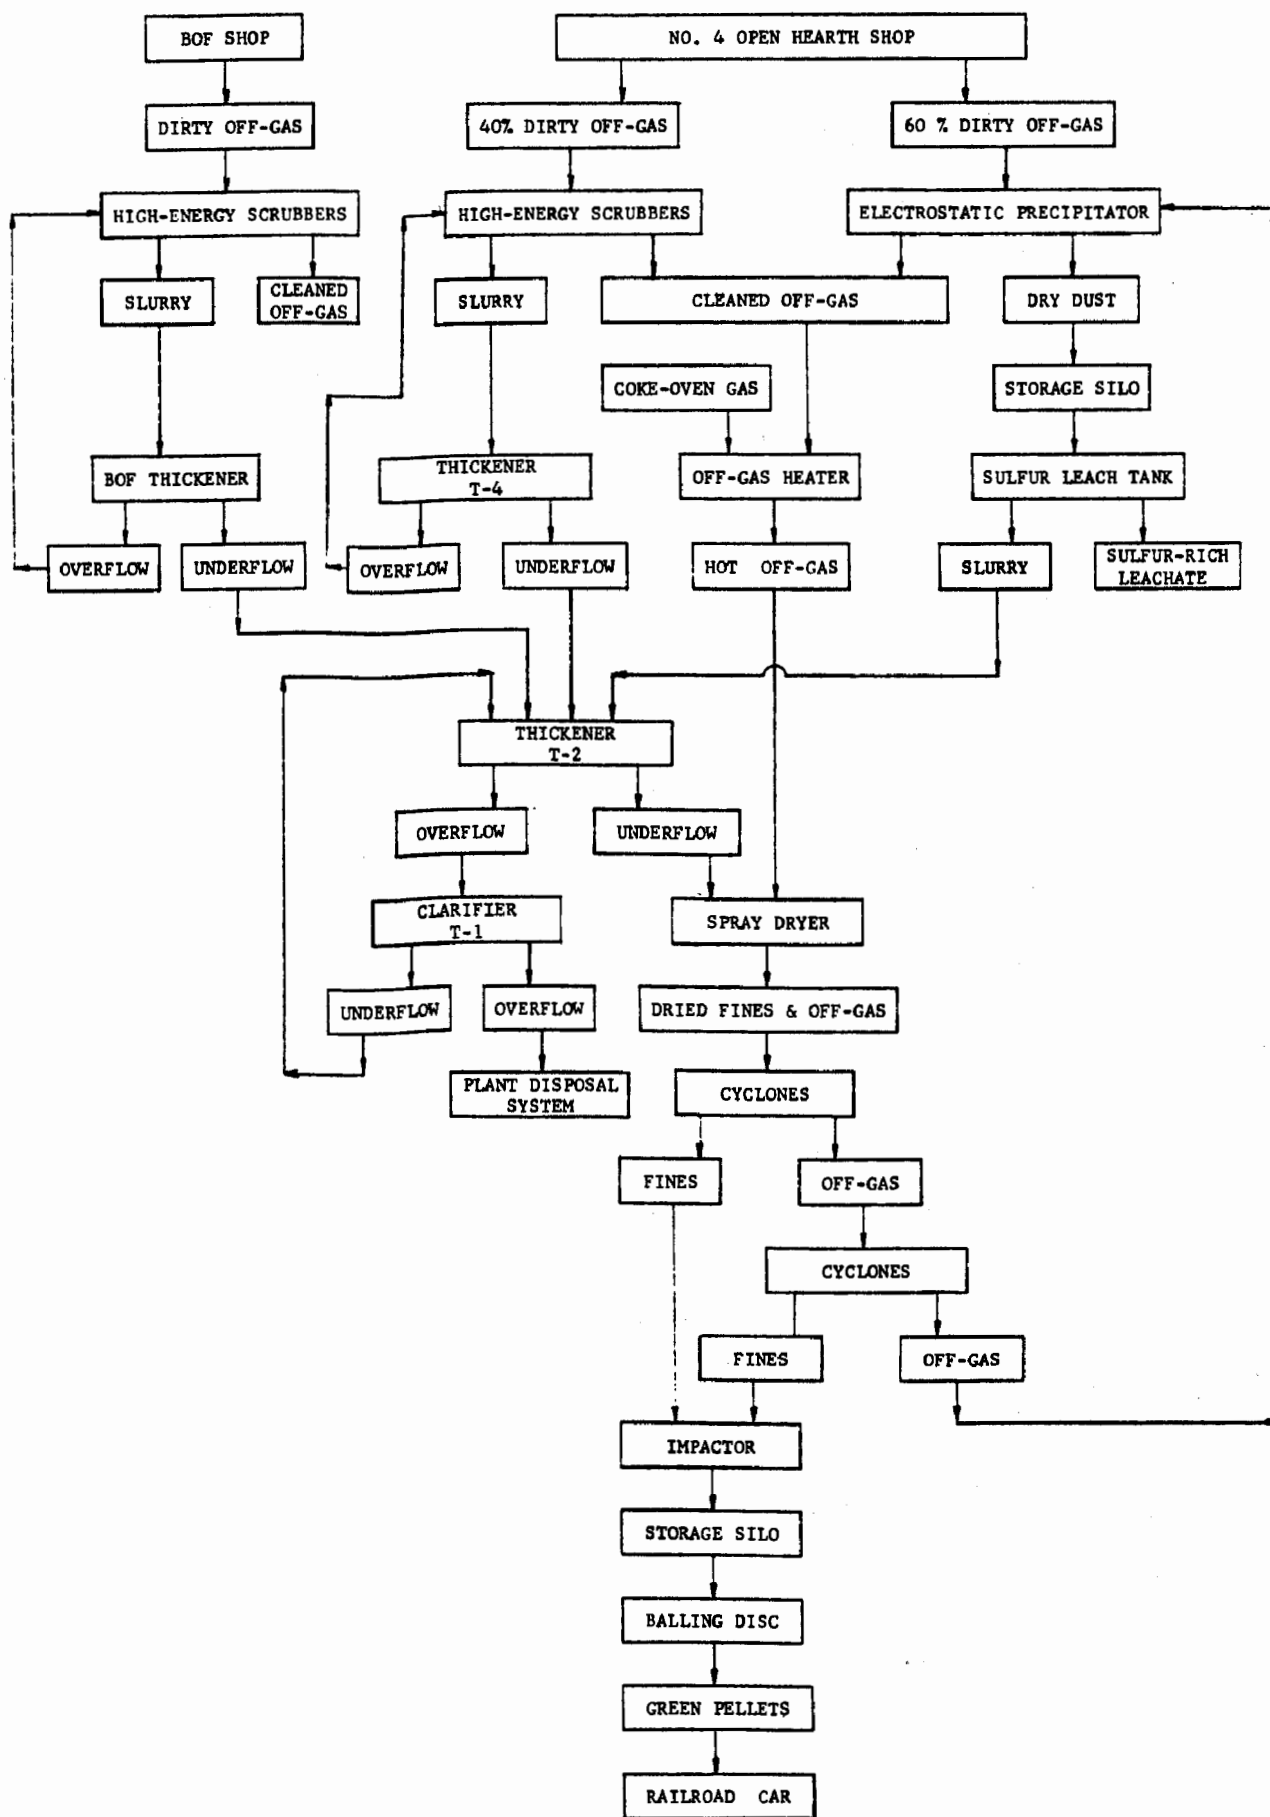 BOF SHOP
NO. 4 OPEN HEARTH SHOP
DIRTY OFF-GAS
40% DIRTY OFF-GAS
60 % DIRTY OFF-GAS
HIGH-ENERGY SCRUBBERS
HIGH-ENERGY SCRUBBERS
ELECTROSTATIC PRECIPITATOR
SLURRY
CLEANED
OFF-GAS
SLURRY
CLEANED OFF-GAS
DRY DUST
COKE-OVEN GAS
STORAGE SILO
BOF THICKENER
THICKENER
T-4
OFF-GAS HEATER
SULFUR LEACH TANK
OVERFLOW
UNDERFLOW
OVERFLOW
UNDERFLOW
HOT OFF-GAS
SLURRY
SULFUR-RICH
LEACHATE
THICKENER
T-2
OVERFLOW
UNDERFLOW
CLARIFIER
T-1
SPRAY DRYER
UNDERFLOW
OVERFLOW
DRIED FINES & OFF-GAS
PLANT DISPOSAL
SYSTEM
CYCLONES
FINES
OFF-GAS
CYCLONES
FINES
OFF-GAS
IMPACTOR
STORAGE SILO
BALLING DISC
GREEN PELLETS
RAILROAD CAR